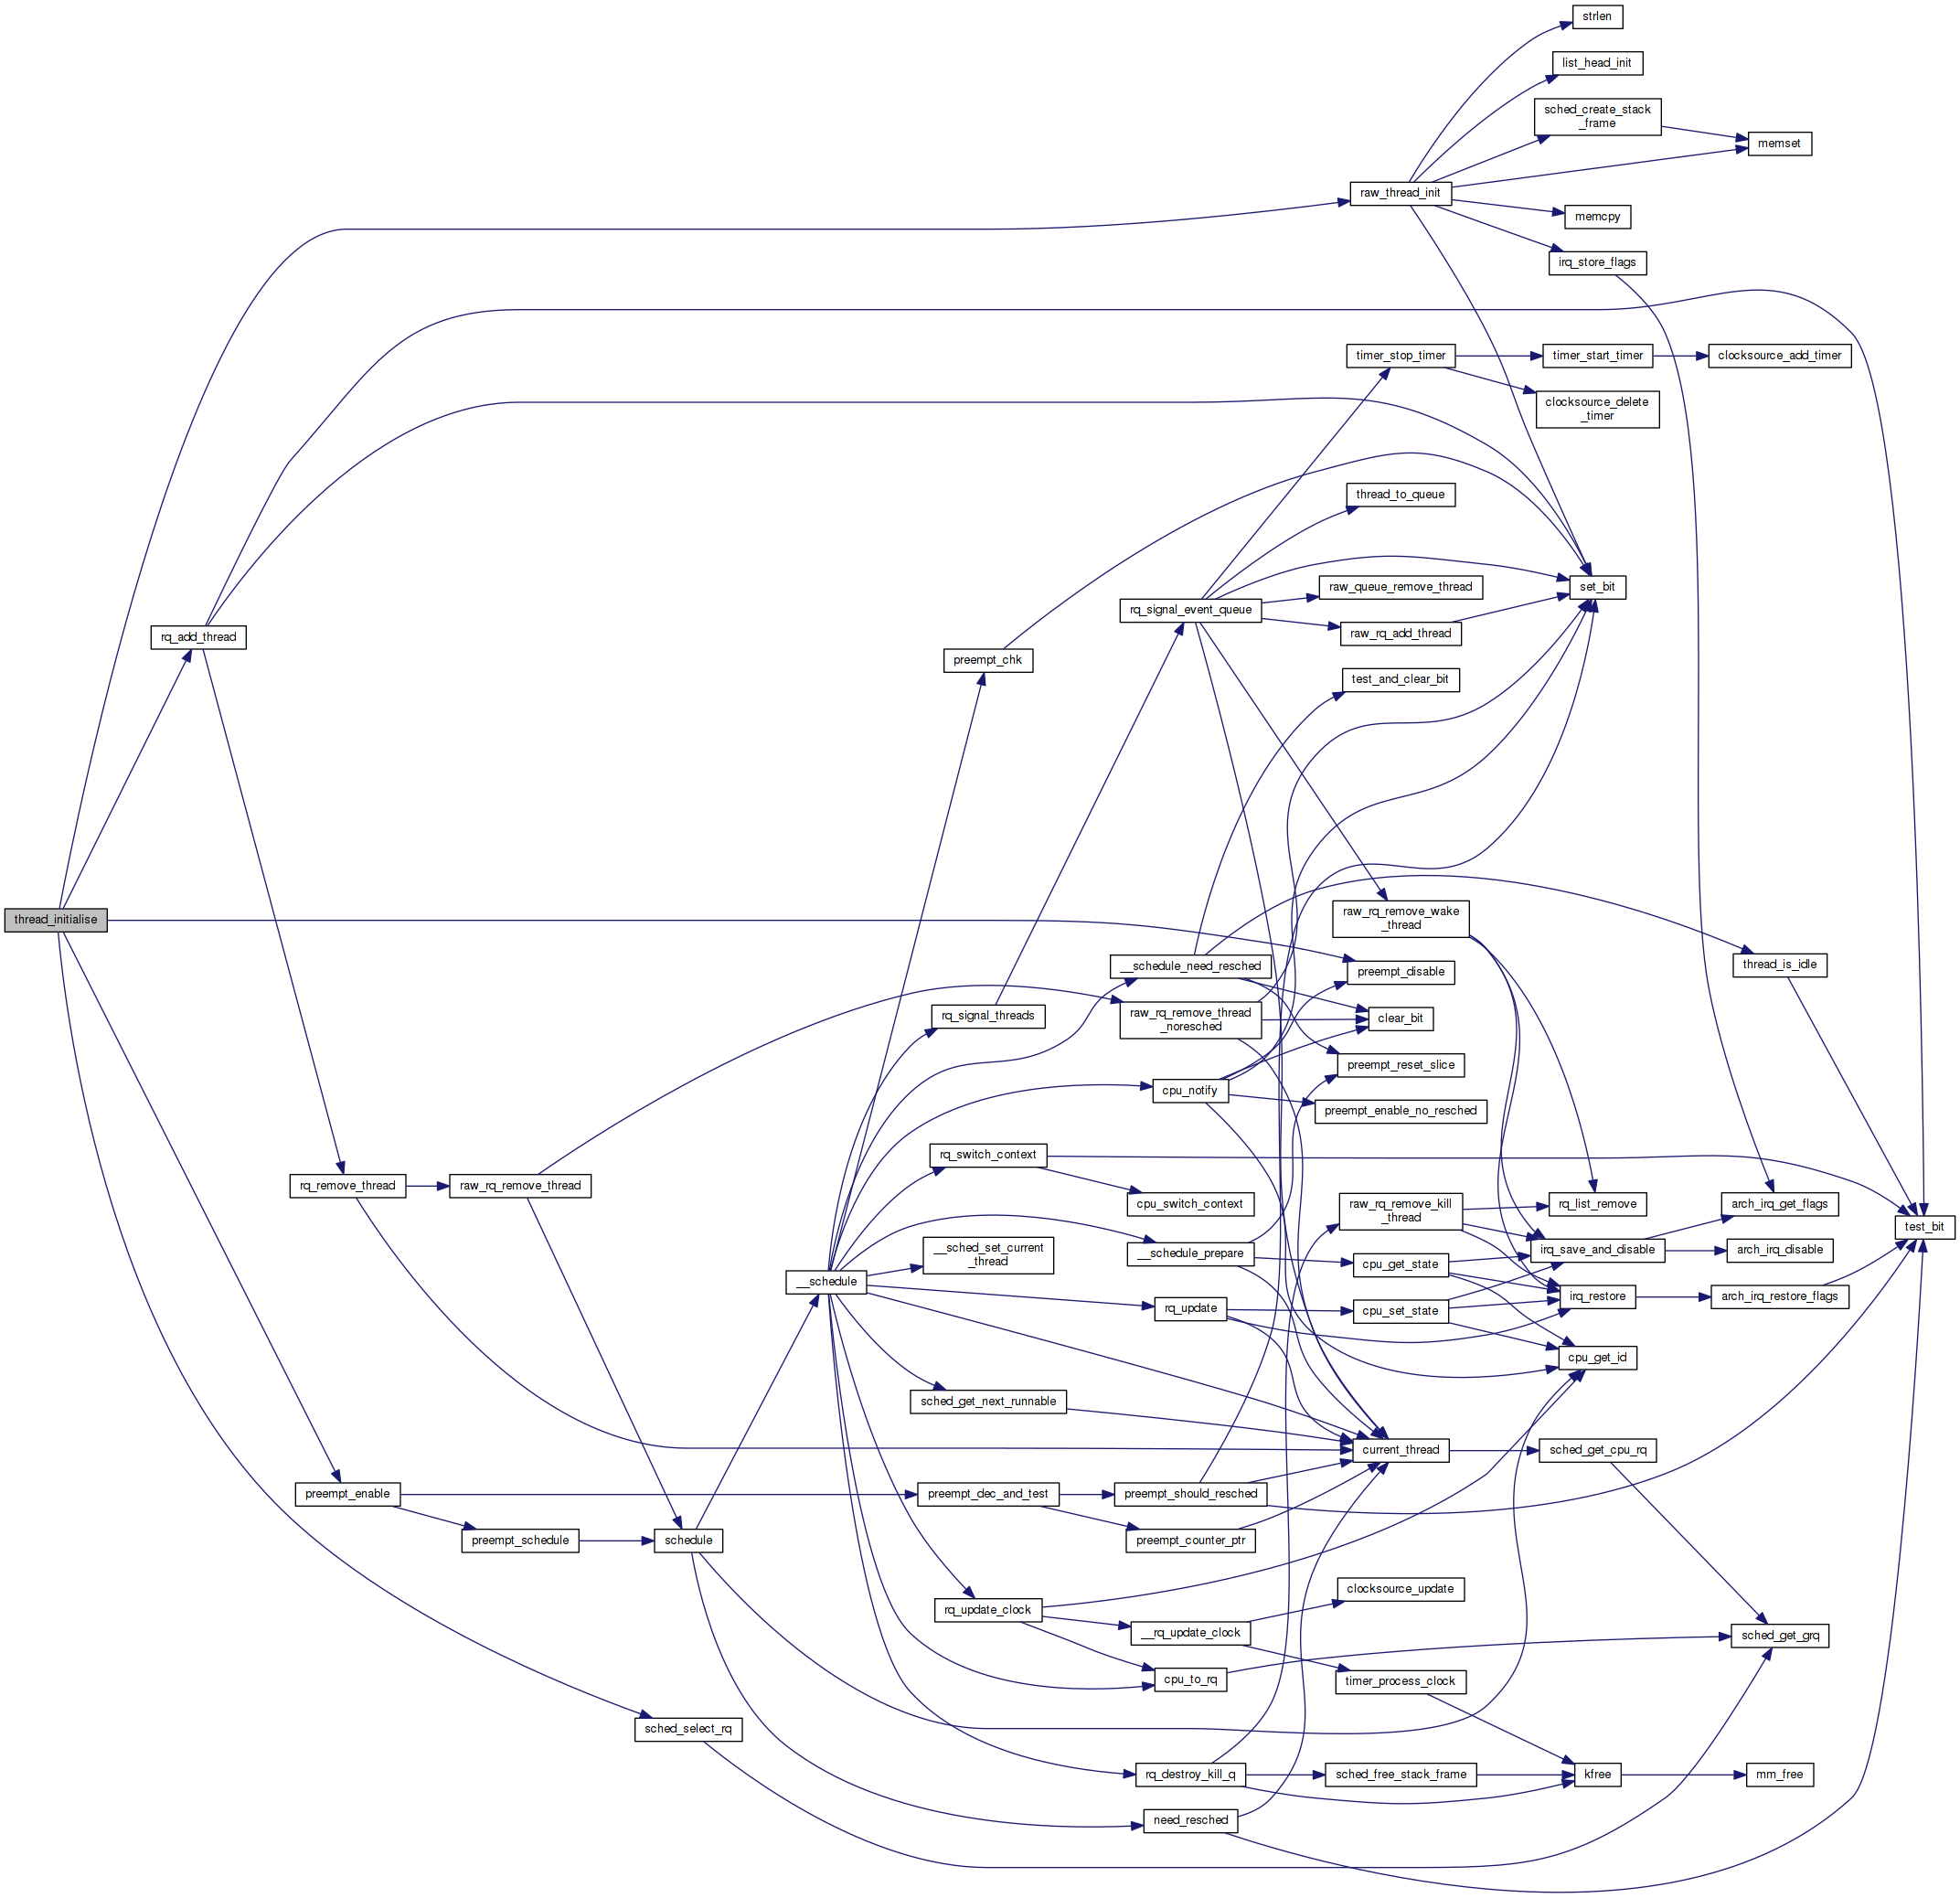 strlen
list_head_init
sched_create_stack
_frame
memset
raw_thread_init
memcpy
irq_store_flags
timer_stop_timer
timer_start_timer
clocksource_add_timer
clocksource_delete
_timer
thread_to_queue
raw_queue_remove_thread
set_bit
rq_signal_event_queue
raw_rq_add_thread
rq_add_thread
preempt_chk
test_and_clear_bit
thread_initialise
raw_rq_remove_wake
_thread
__schedule_need_resched
preempt_disable
thread_is_idle
rq_signal_threads
raw_rq_remove_thread
_noresched
clear_bit
preempt_reset_slice
cpu_notify
preempt_enable_no_resched
rq_switch_context
rq_remove_thread
raw_rq_remove_thread
cpu_switch_context
raw_rq_remove_kill
_thread
rq_list_remove
arch_irq_get_flags
test_bit
__sched_set_current
_thread
__schedule_prepare
irq_save_and_disable
arch_irq_disable
cpu_get_state
__schedule
rq_update
cpu_set_state
irq_restore
arch_irq_restore_flags
cpu_get_id
sched_get_next_runnable
current_thread
sched_get_cpu_rq
preempt_enable
preempt_dec_and_test
preempt_should_resched
preempt_schedule
schedule
preempt_counter_ptr
clocksource_update
rq_update_clock
__rq_update_clock
sched_get_grq
cpu_to_rq
timer_process_clock
sched_select_rq
rq_destroy_kill_q
sched_free_stack_frame
kfree
mm_free
need_resched